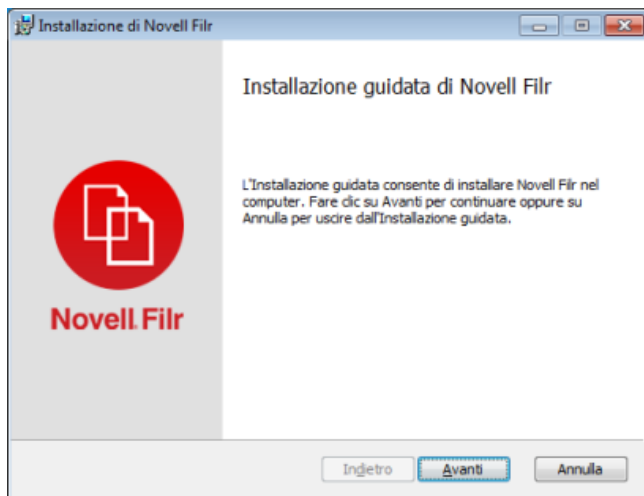 Installazione di Novell Filr
Installazione guidata di Novell Filr
L'Installazione guidata consente di installare Novell Filr nel
computer. Fare clic su Avanti per continuare oppure su
Annulla per uscire dall'Installazione guidata.
Novell Filr
Indietro Avanti Annulla